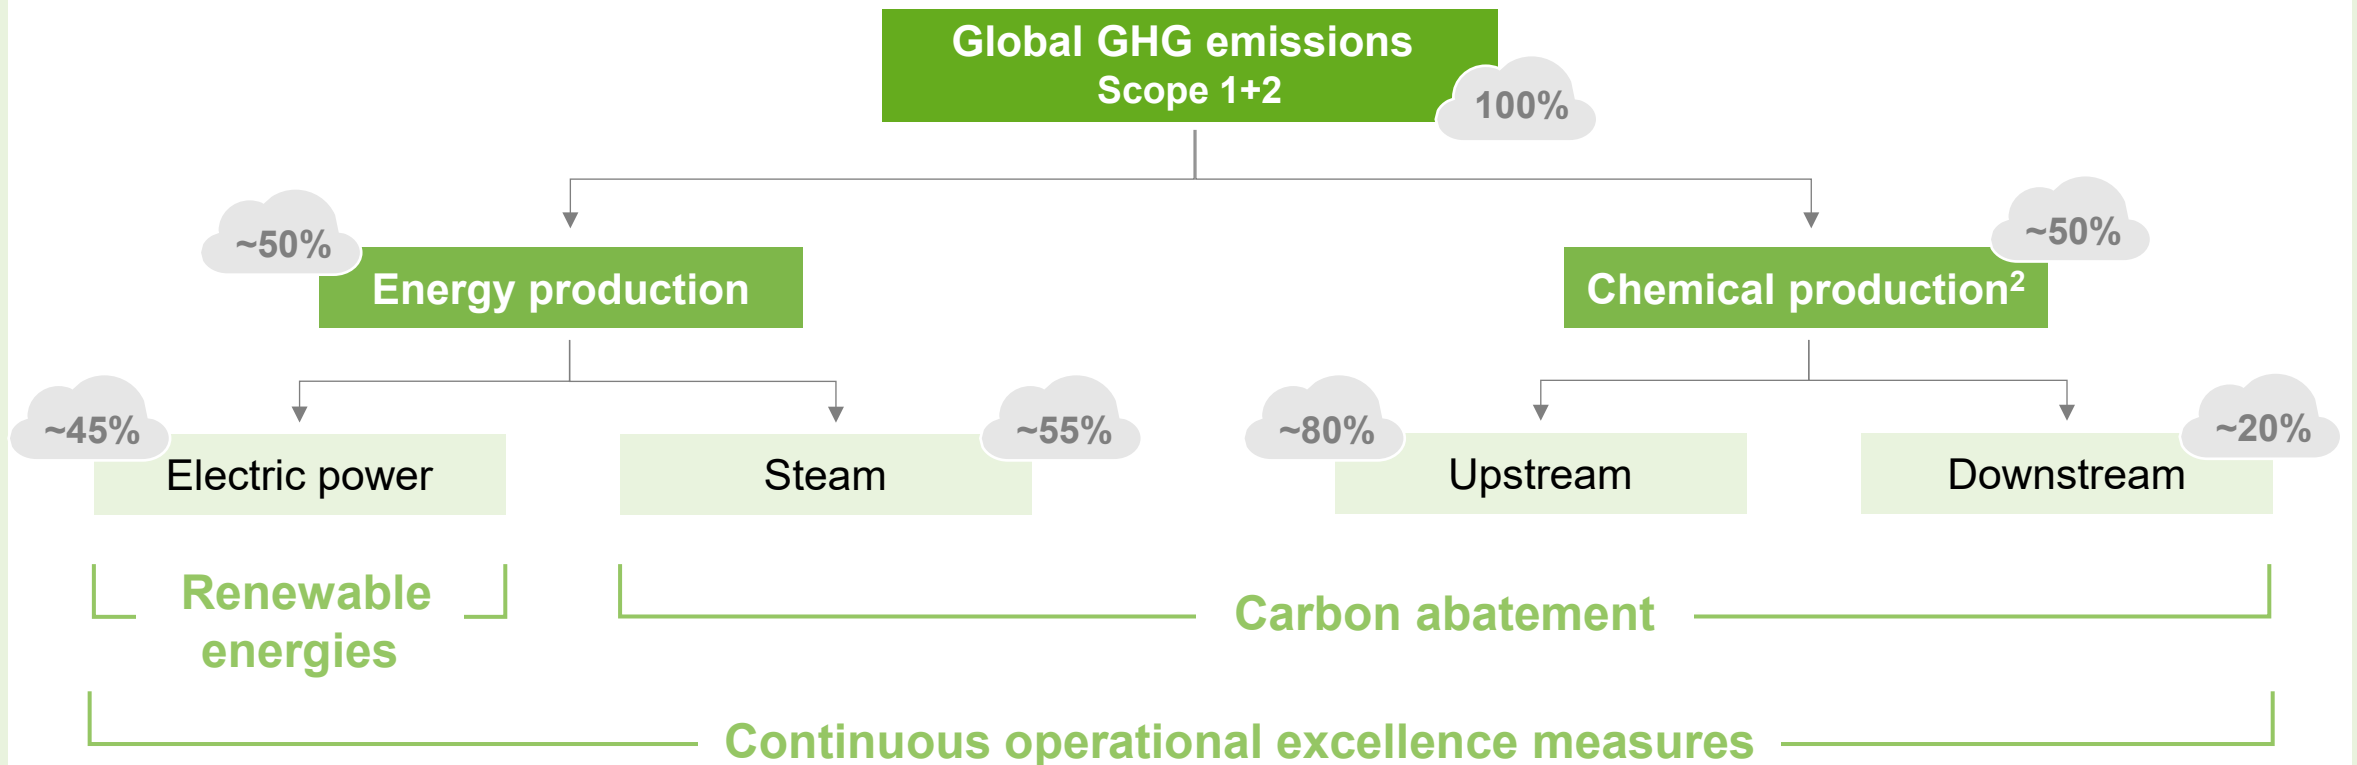 Global GHG emissions
Scope 1+2
100%
~50%
Energy production
~50%
Chemical production²
~45%
Electric power
~55%
Steam
~80%
Upstream
~20%
Downstream
Renewable
energies
Carbon abatement
Continuous operational excellence measures